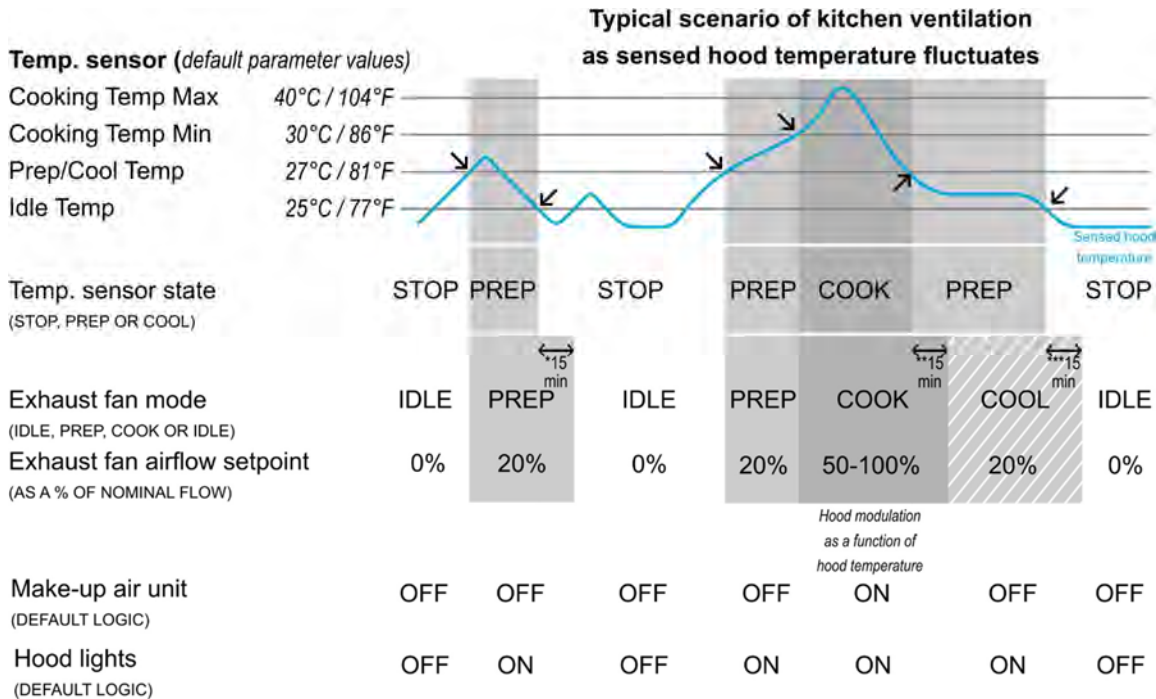 Typical scenario of kitchen ventilation
as sensed hood temperature fluctuates
Temp. sensor (default parameter values)
Cooking Temp Max 40°C / 104°F
Cooking Temp Min 30°C / 86°F
Prep/Cool Temp 27°C / 81°F
Idle Temp 25°C / 77°F
Sensed hood
temperature
Temp. sensor state STOP PREP STOP PREP COOK PREP STOP
(STOP, PREP OR COOL)
*15 **15 ***15
min min min
Exhaust fan mode IDLE PREP IDLE PREP COOK COOL IDLE
(IDLE, PREP, COOK OR IDLE)
Exhaust fan airflow setpoint 0% 20% 0% 20% 50-100% 20% 0%
(AS A % OF NOMINAL FLOW)
Hood modulation
as a function of
hood temperature
Make-up air unit OFF OFF OFF OFF ON OFF OFF
(DEFAULT LOGIC)
Hood lights OFF ON OFF ON ON ON OFF
(DEFAULT LOGIC)